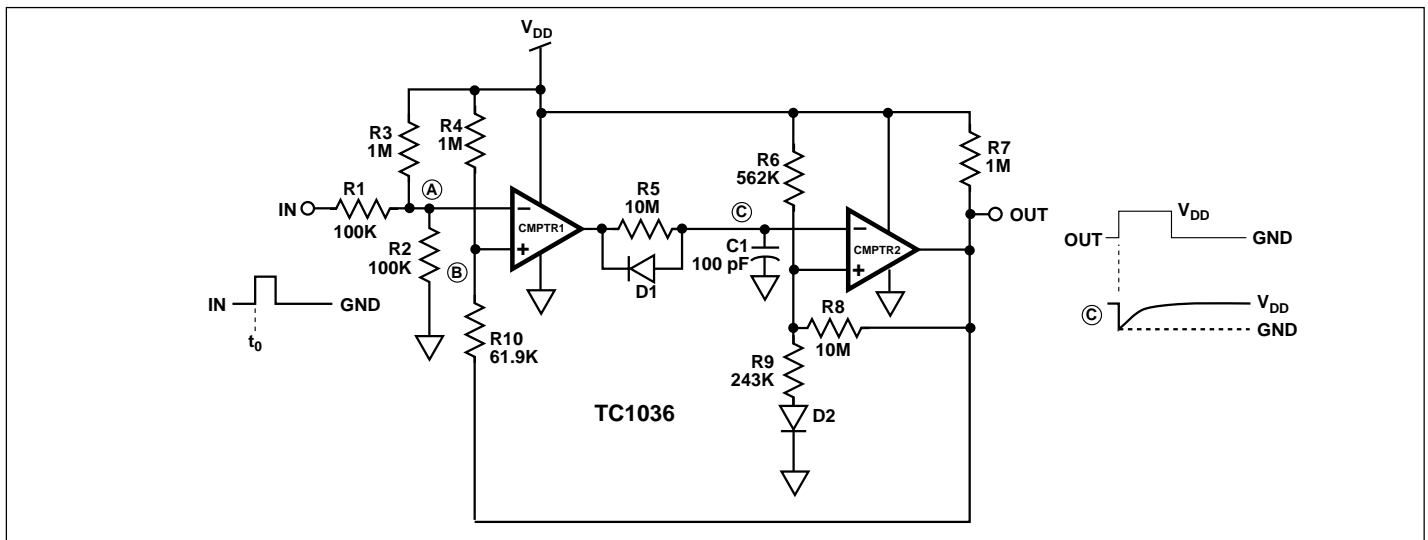 VDD
R3
1M
R4
1M
R6
562K
R7
1M
IN
R1
100K
A
R2
100K
B
CMPTR1
R5
10M
D1
C
C1
100 pF
CMPTR2
OUT
OUT
VDD
GND
IN
GND
t0
R10
61.9K
R8
10M
R9
243K
D2
C
VDD
GND
TC1036
−
+
−
+